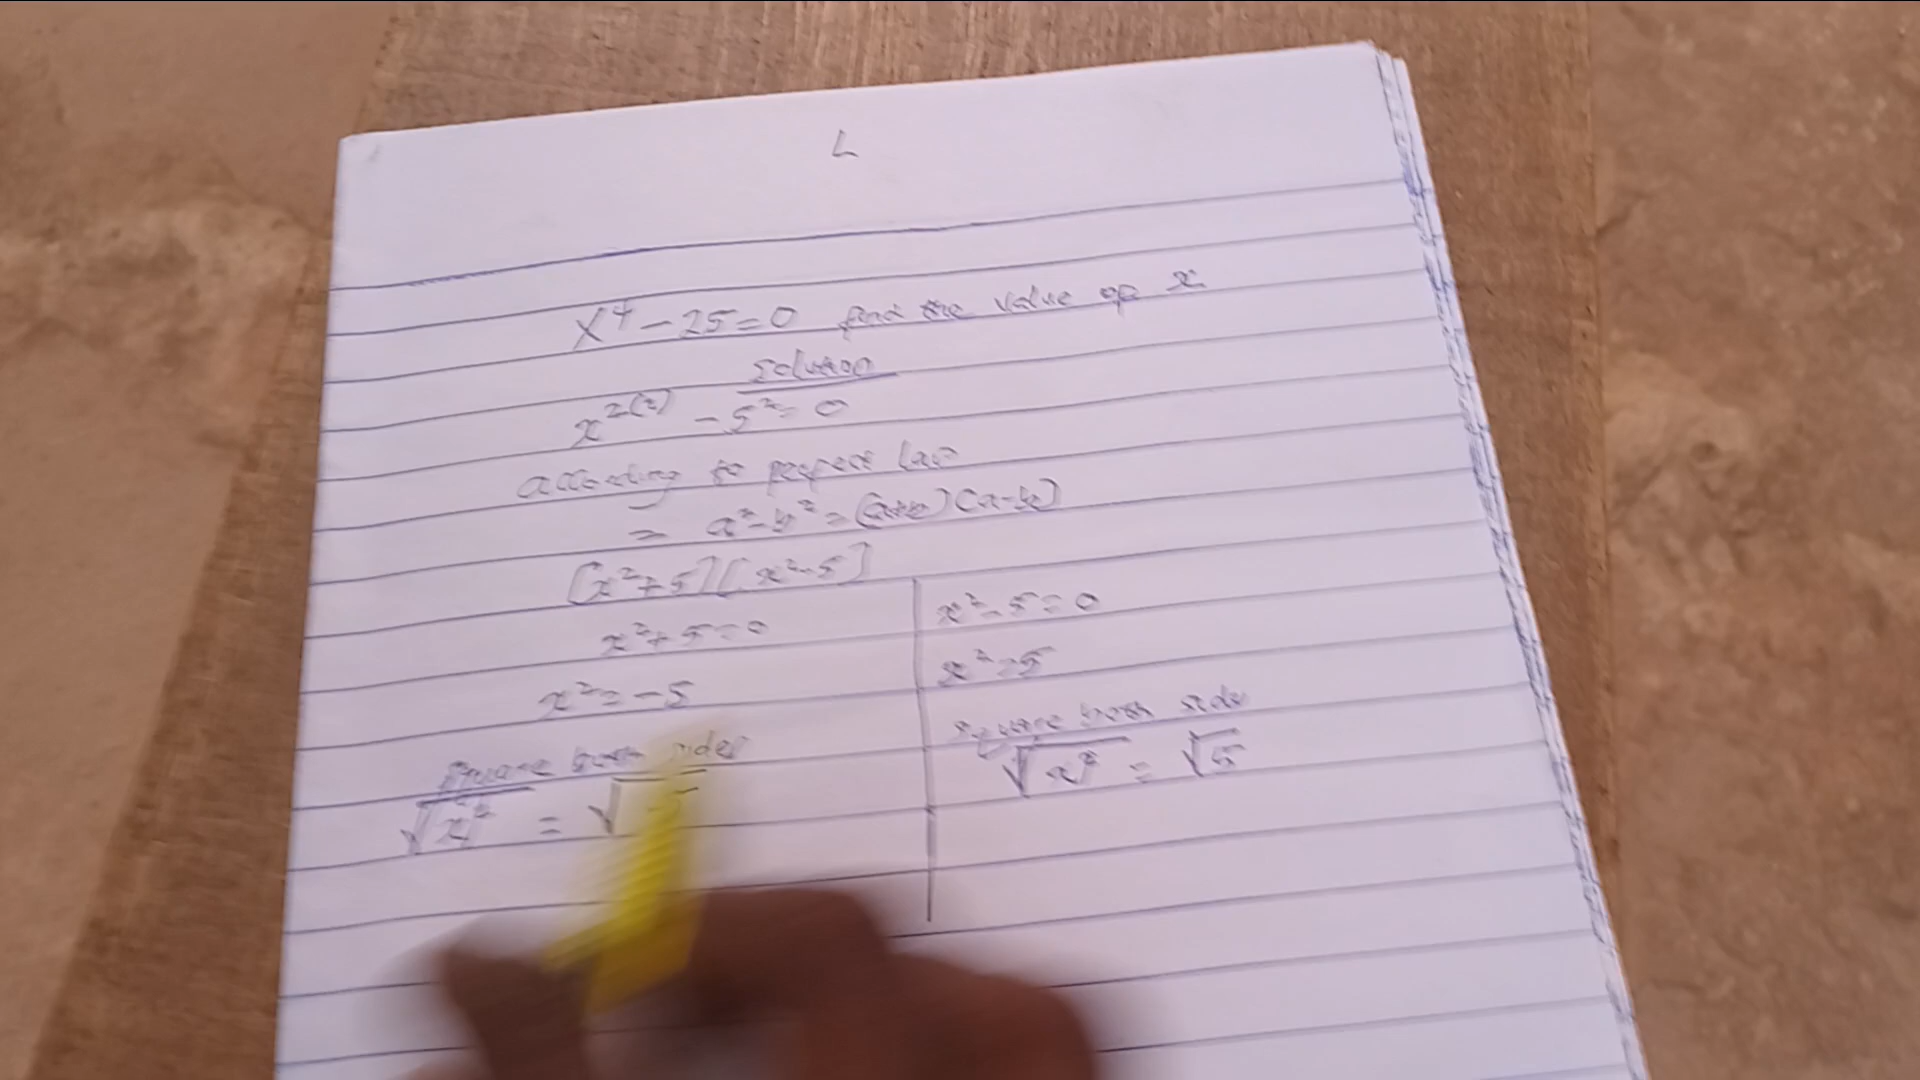 L
X⁴ - 25 = 0 find the value of x
Solution
x²⁽²⁾ - 5² = 0
according to perfect law
= a² - b² = (a+b)(a-b)
[x² + 5][x² - 5]
x² + 5 = 0
x² = -5
Square both sides
√x² = √-5
x² - 5 = 0
x² = 5
Square both side
√x² = √5